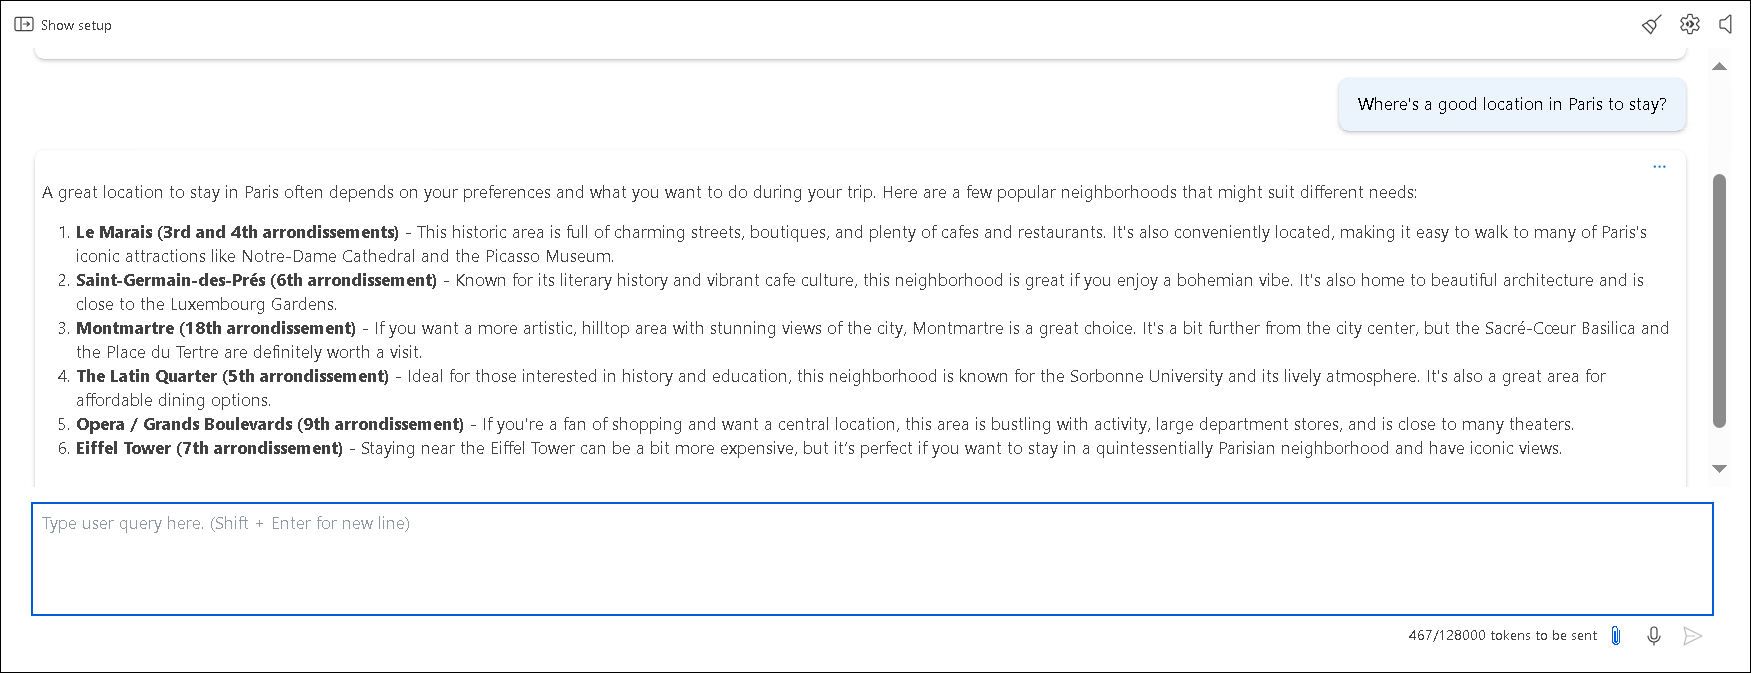 Show setup
Where's a good location in Paris to stay?
A great location to stay in Paris often depends on your preferences and what you want to do during your trip. Here are a few popular neighborhoods that might suit different needs:
1. Le Marais (3rd and 4th arrondissements) - This historic area is full of charming streets, boutiques, and plenty of cafes and restaurants. It's also conveniently located, making it easy to walk to many of Paris's
iconic attractions like Notre-Dame Cathedral and the Picasso Museum.
2. Saint-Germain-des-Prés (6th arrondissement) - Known for its literary history and vibrant cafe culture, this neighborhood is great if you enjoy a bohemian vibe. It's also home to beautiful architecture and is
close to the Luxembourg Gardens.
3. Montmartre (18th arrondissement) - If you want a more artistic, hilltop area with stunning views of the city, Montmartre is a great choice. It's a bit further from the city center, but the Sacré-Cœur Basilica and
the Place du Tertre are definitely worth a visit.
4. The Latin Quarter (5th arrondissement) - Ideal for those interested in history and education, this neighborhood is known for the Sorbonne University and its lively atmosphere. It's also a great area for
affordable dining options.
5. Opera / Grands Boulevards (9th arrondissement) - If you're a fan of shopping and want a central location, this area is bustling with activity, large department stores, and is close to many theaters.
6. Eiffel Tower (7th arrondissement) - Staying near the Eiffel Tower can be a bit more expensive, but it’s perfect if you want to stay in a quintessentially Parisian neighborhood and have iconic views.
Type user query here. (Shift + Enter for new line)
467/128000 tokens to be sent